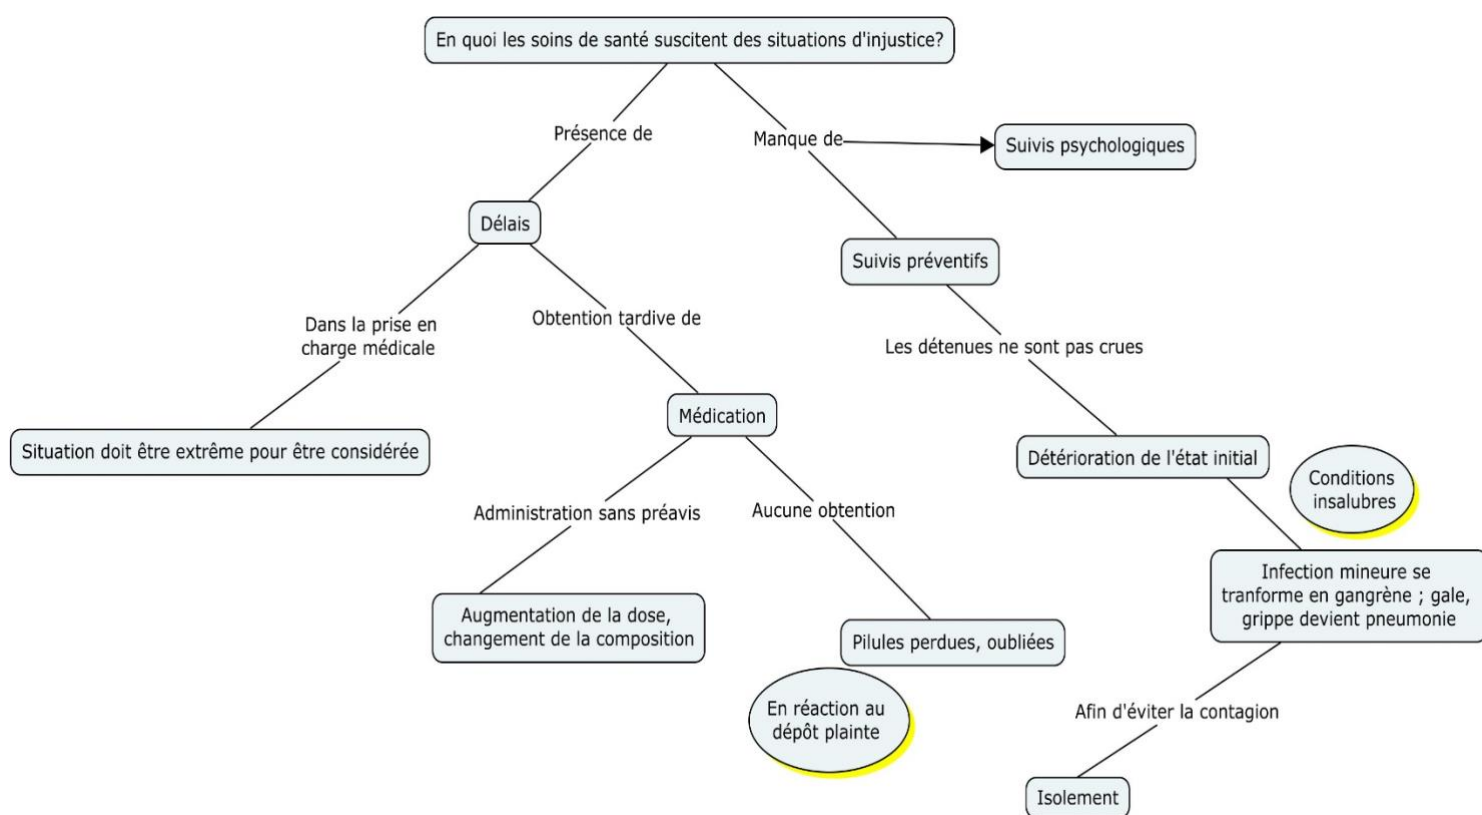 En quoi les soins de santé suscitent des situations d'injustice?
Présence de
Manque de
Suivis psychologiques
Délais
Suivis préventifs
Dans la prise en
charge médicale
Obtention tardive de
Les détenues ne sont pas crues
Médication
Situation doit être extrême pour être considérée
Détérioration de l'état initial
Conditions
insalubres
Administration sans préavis
Aucune obtention
Infection mineure se
tranforme en gangrène ; gale,
grippe devient pneumonie
Augmentation de la dose,
changement de la composition
Pilules perdues, oubliées
En réaction au
dépôt plainte
Afin d'éviter la contagion
Isolement